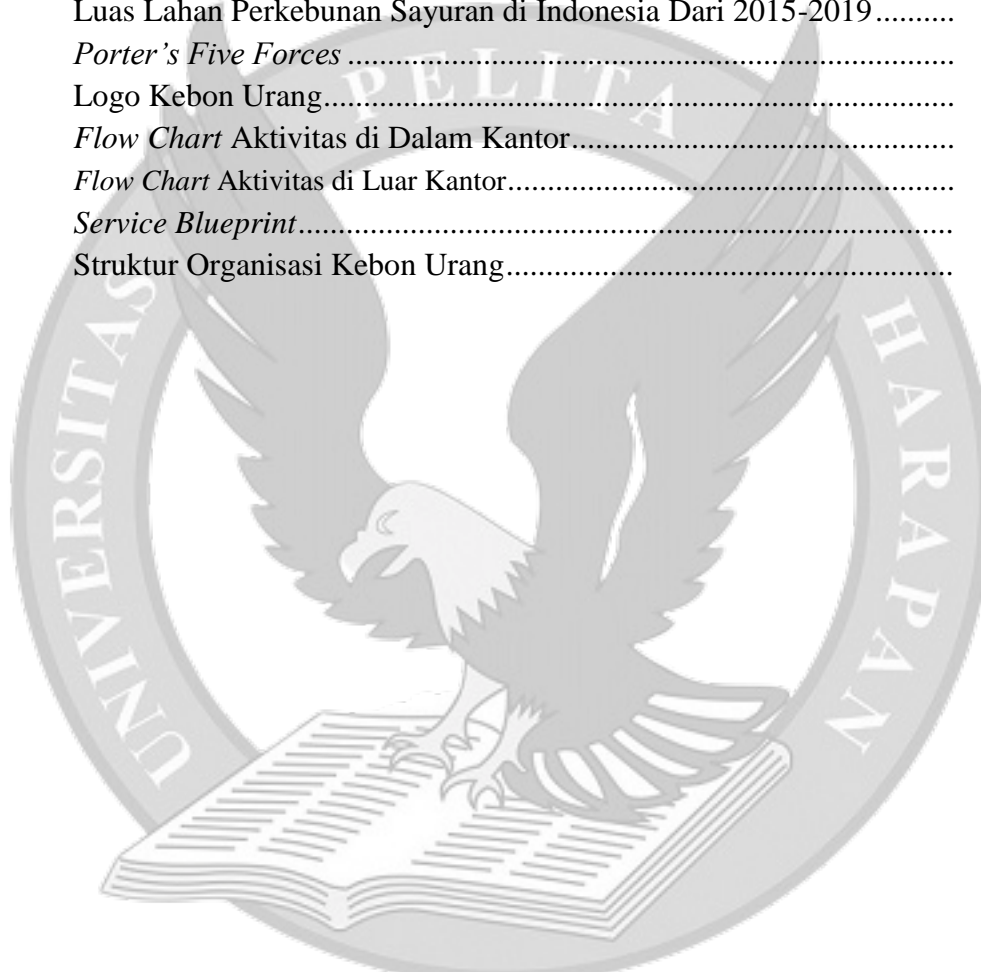 Luas Lahan Perkebunan Sayuran di Indonesia Dari 2015-2019..........
Porter's Five Forces..............................................................................................
Logo Kebon Urang.................................................................................................
Flow Chart Aktivitas di Dalam Kantor...........................................................
Flow Chart Aktivitas di Luar Kantor.....................................................................
Service Blueprint.....................................................................................................
Struktur Organisasi Kebon Urang.....................................................................
UNIVERSITAS PELITA HARAPAN